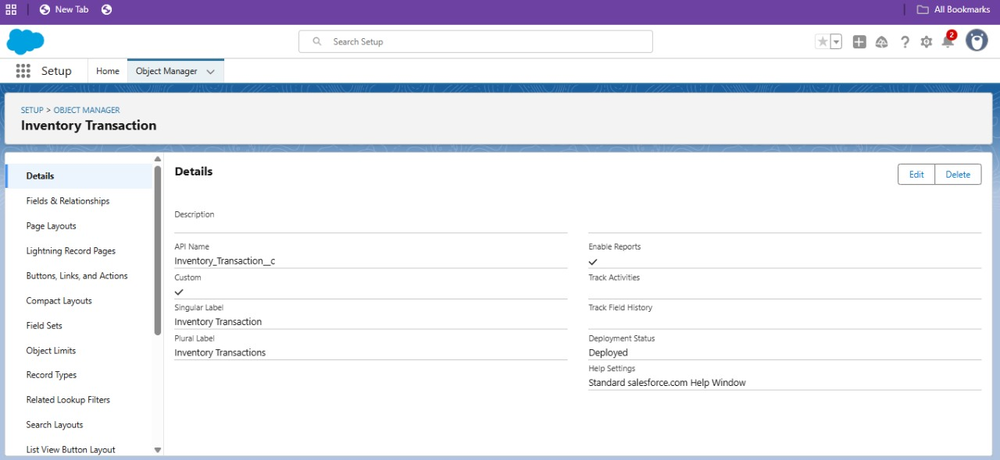 New Tab
All Bookmarks
Search Setup
2
Setup
Home
Object Manager
SETUP > OBJECT MANAGER
Inventory Transaction
Details
Fields & Relationships
Page Layouts
Lightning Record Pages
Buttons, Links, and Actions
Compact Layouts
Field Sets
Object Limits
Record Types
Related Lookup Filters
Search Layouts
List View Button Layout
Details
Edit
Delete
Description
API Name
Inventory_Transaction__c
Custom
Singular Label
Inventory Transaction
Plural Label
Inventory Transactions
Enable Reports
Track Activities
Track Field History
Deployment Status
Deployed
Help Settings
Standard salesforce.com Help Window